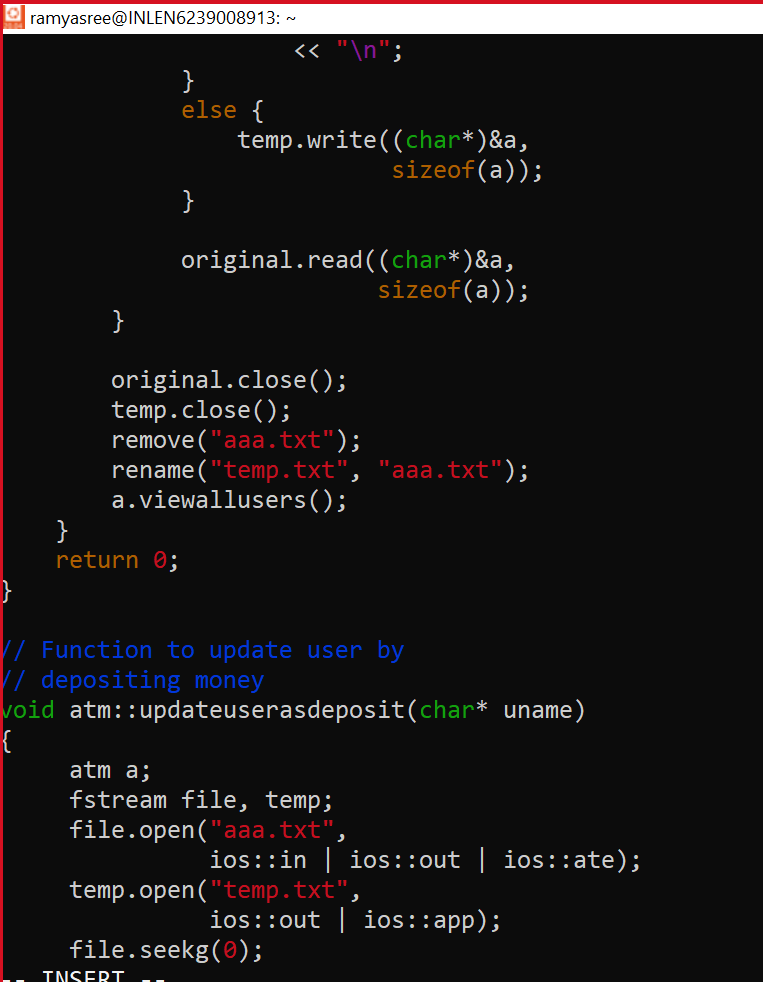 ramyasree@INLEN6239008913: ~
<< "\n";
}
else {
temp.write((char*)&a,
sizeof(a));
}
original.read((char*)&a,
sizeof(a));
}
original.close();
temp.close();
remove("aaa.txt");
rename("temp.txt", "aaa.txt");
a.viewallusers();
}
return 0;
}
// Function to update user by
// depositing money
void atm::updateuserasdeposit(char* uname)
{
atm a;
fstream file, temp;
file.open("aaa.txt",
ios::in | ios::out | ios::ate);
temp.open("temp.txt",
ios::out | ios::app);
file.seekg(0);
-- INSERT --